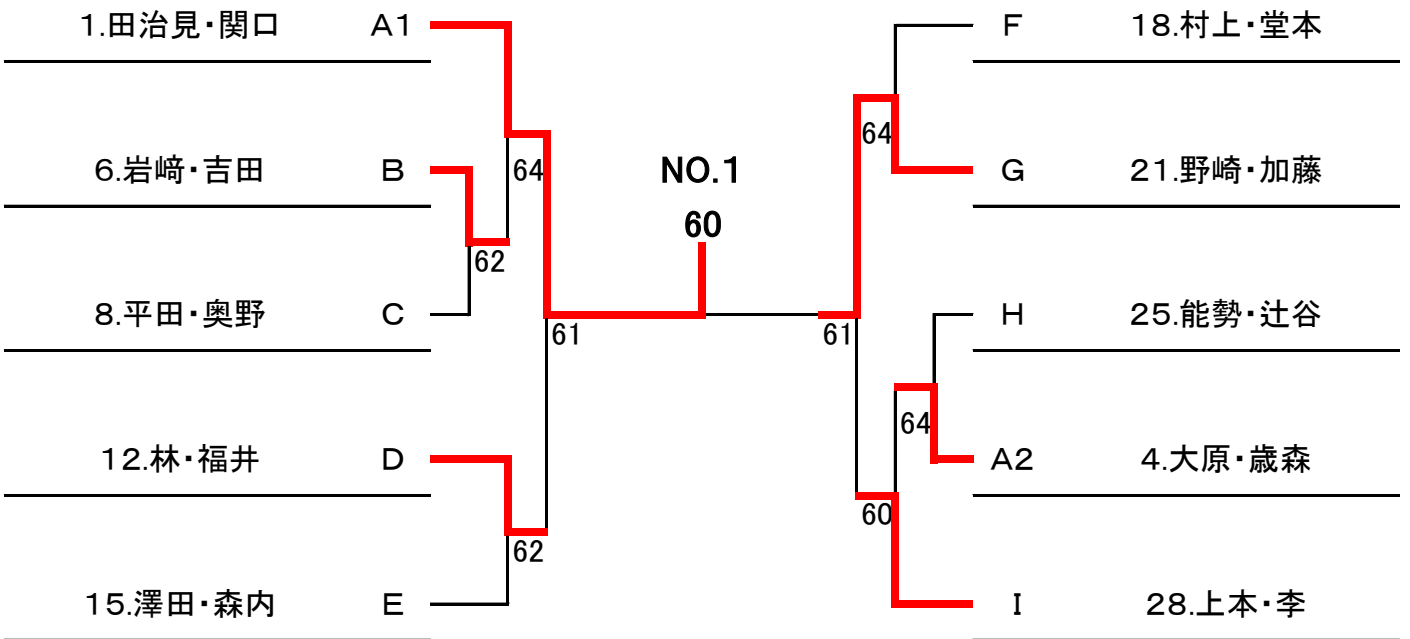 1.田治見・関口 A1
F 18.村上・堂本
64
6.岩﨑・吉田 B
64
NO.1
G 21.野崎・加藤
60
62
8.平田・奥野 C
H 25.能勢・辻谷
61
61
64
12.林・福井 D
A2 4.大原・歳森
60
62
15.澤田・森内 E
I 28.上本・李